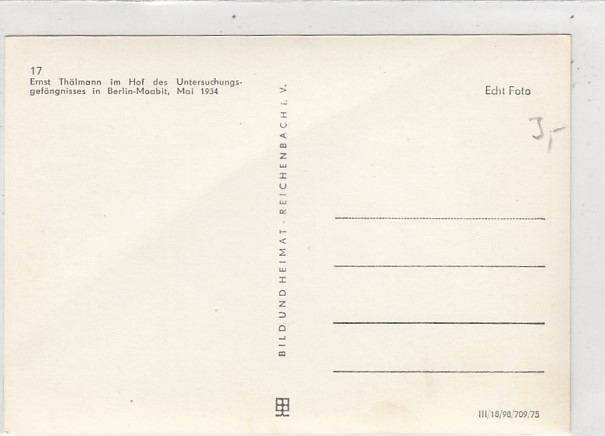 17
Ernst Thälmann im Hof des Untersuchungs-
gefängnisses in Berlin-Moabit, Mai 1934
BILD UND HEIMAT - REICHENBACH i. V.
Echt Foto
3,-
III/18/98/709/75